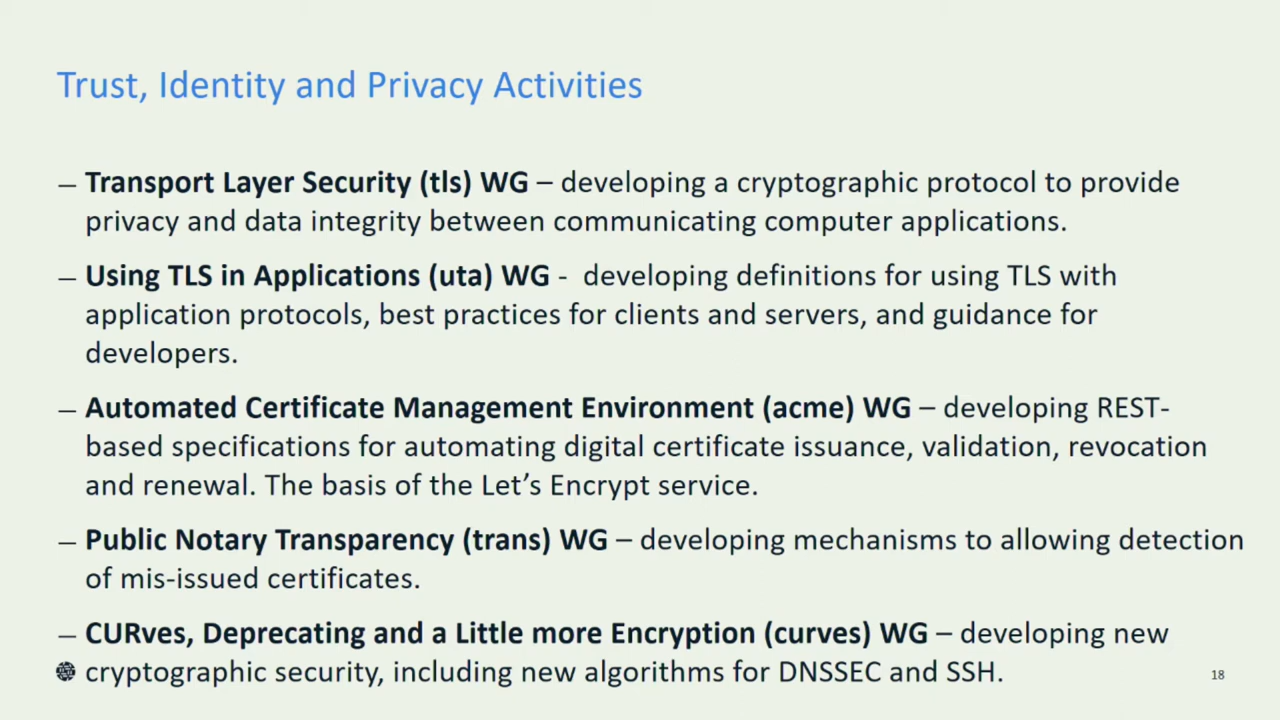 Trust, Identity and Privacy Activities
– Transport Layer Security (tls) WG – developing a cryptographic protocol to provide
privacy and data integrity between communicating computer applications.
– Using TLS in Applications (uta) WG - developing definitions for using TLS with
application protocols, best practices for clients and servers, and guidance for
developers.
– Automated Certificate Management Environment (acme) WG – developing REST-
based specifications for automating digital certificate issuance, validation, revocation
and renewal. The basis of the Let’s Encrypt service.
– Public Notary Transparency (trans) WG – developing mechanisms to allowing detection
of mis-issued certificates.
– CURves, Deprecating and a Little more Encryption (curves) WG – developing new
cryptographic security, including new algorithms for DNSSEC and SSH.
18